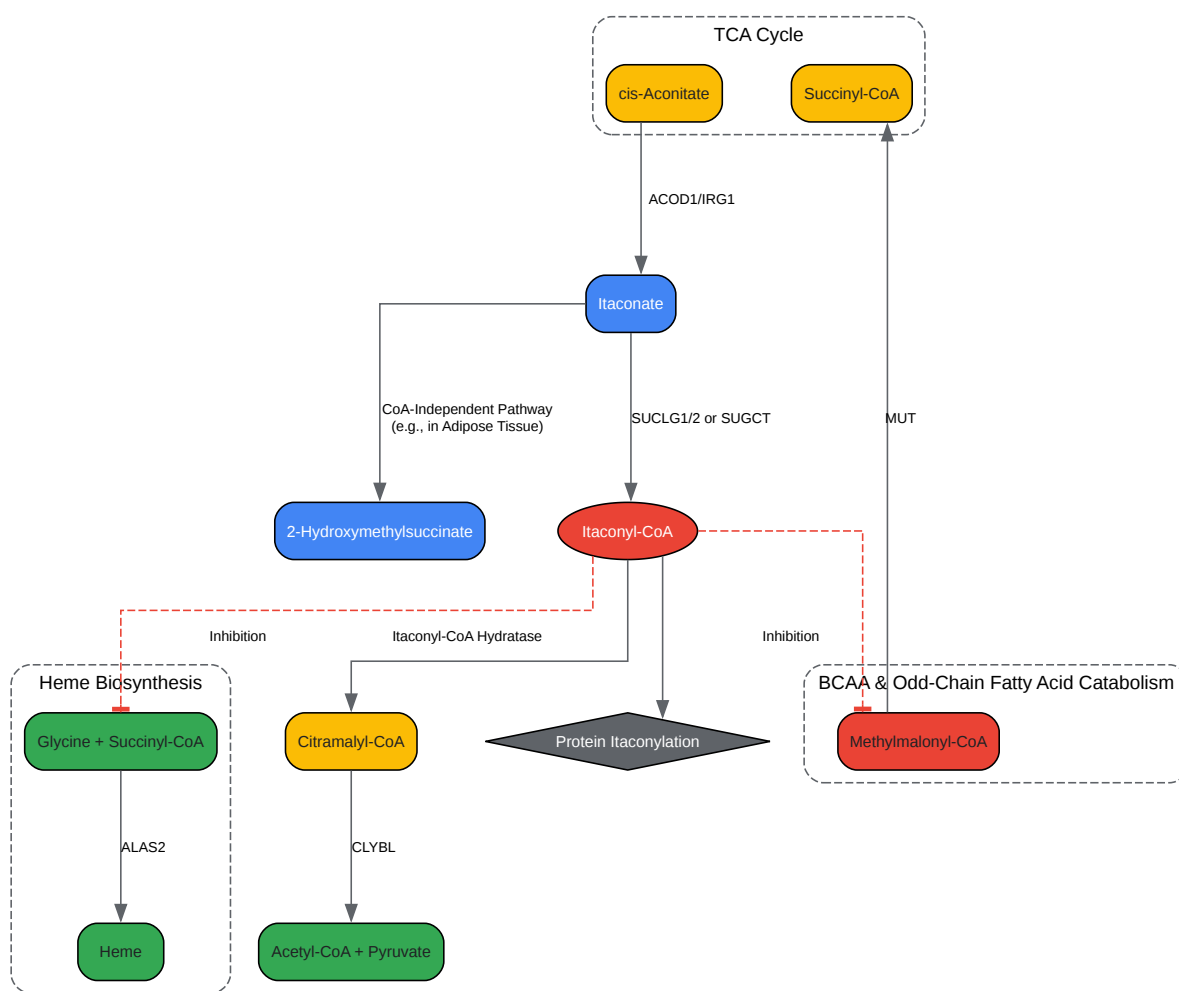 TCA Cycle
cis-Aconitate
Succinyl-CoA
ACOD1/IRG1
Itaconate
CoA-Independent Pathway
(e.g., in Adipose Tissue)
SUCLG1/2 or SUGCT
MUT
2-Hydroxymethylsuccinate
Itaconyl-CoA
Inhibition
Itaconyl-CoA Hydratase
Inhibition
Heme Biosynthesis
BCAA & Odd-Chain Fatty Acid Catabolism
Glycine + Succinyl-CoA
Citramalyl-CoA
Protein Itaconylation
Methylmalonyl-CoA
ALAS2
CLYBL
Heme
Acetyl-CoA + Pyruvate